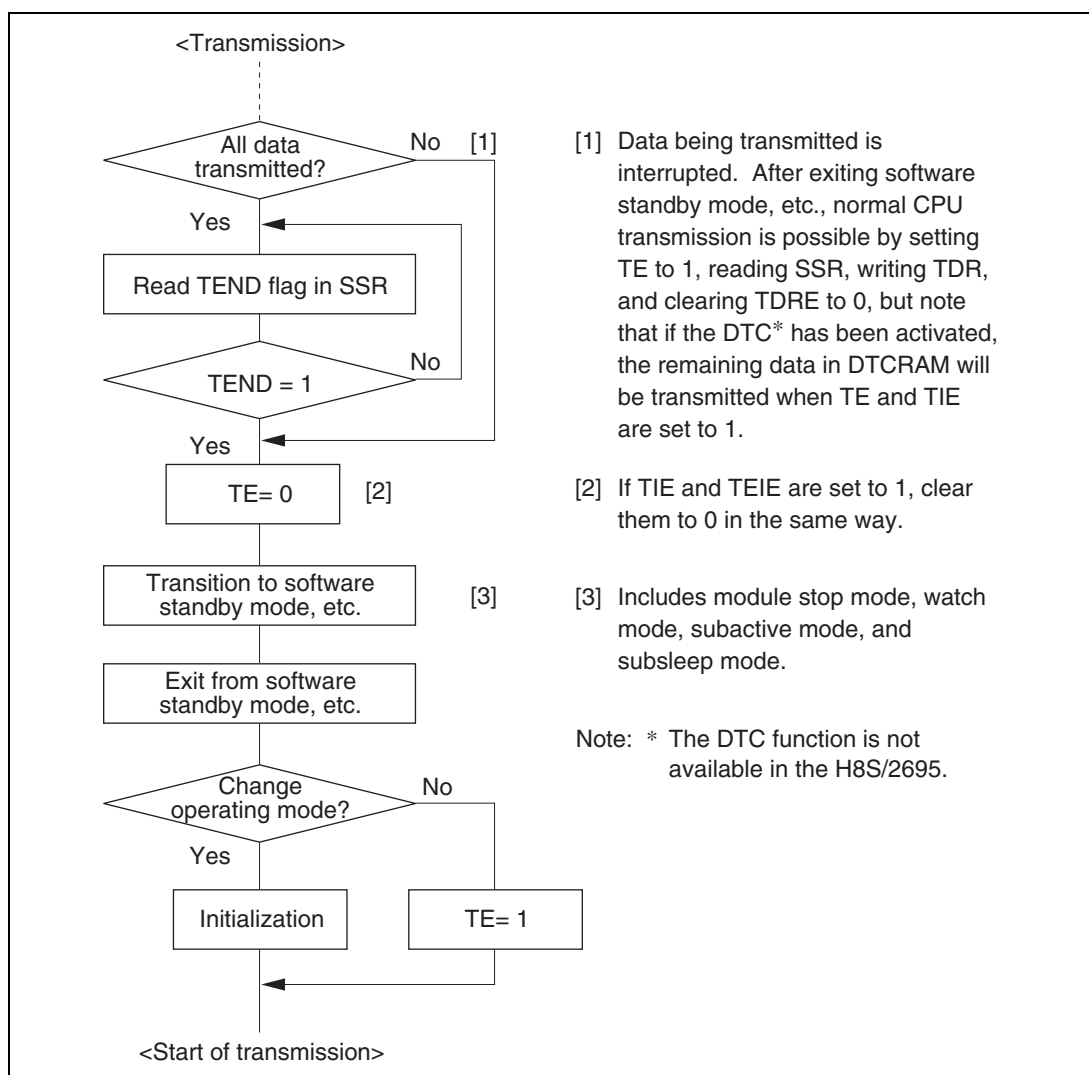 <Transmission>
All data
transmitted?
No [1]
Yes
Read TEND flag in SSR
TEND = 1
No
Yes
TE= 0 [2]
Transition to software
standby mode, etc.
[3]
Exit from software
standby mode, etc.
Change
operating mode?
No
Yes
Initialization
TE= 1
<Start of transmission>
[1] Data being transmitted is
interrupted. After exiting software
standby mode, etc., normal CPU
transmission is possible by setting
TE to 1, reading SSR, writing TDR,
and clearing TDRE to 0, but note
that if the DTC* has been activated,
the remaining data in DTCRAM will
be transmitted when TE and TIE
are set to 1.
[2] If TIE and TEIE are set to 1, clear
them to 0 in the same way.
[3] Includes module stop mode, watch
mode, subactive mode, and
subsleep mode.
Note: * The DTC function is not
available in the H8S/2695.